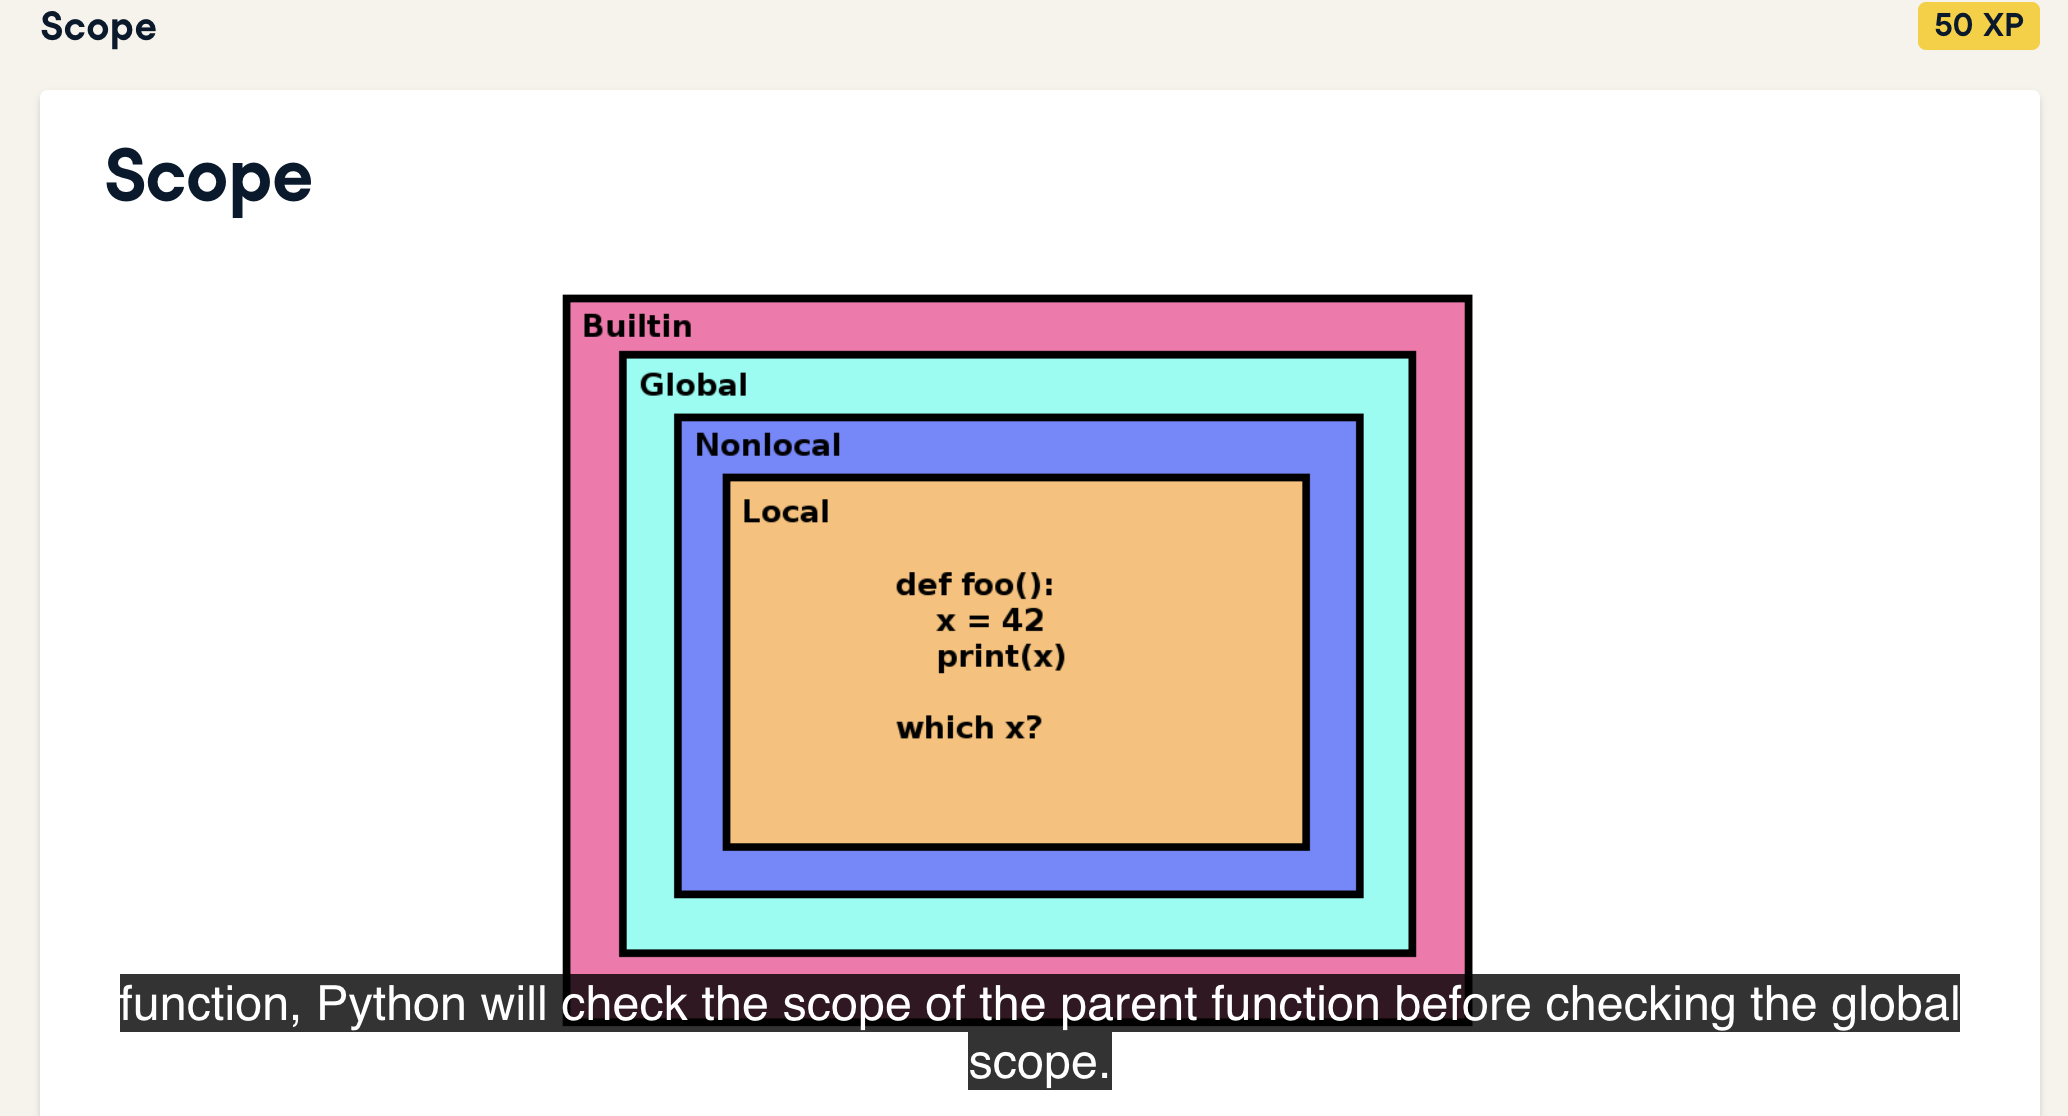 Scope
50 XP
Scope
Builtin
Global
Nonlocal
Local
def foo():
x = 42
print(x)
which x?
function, Python will check the scope of the parent function before checking the global
scope.